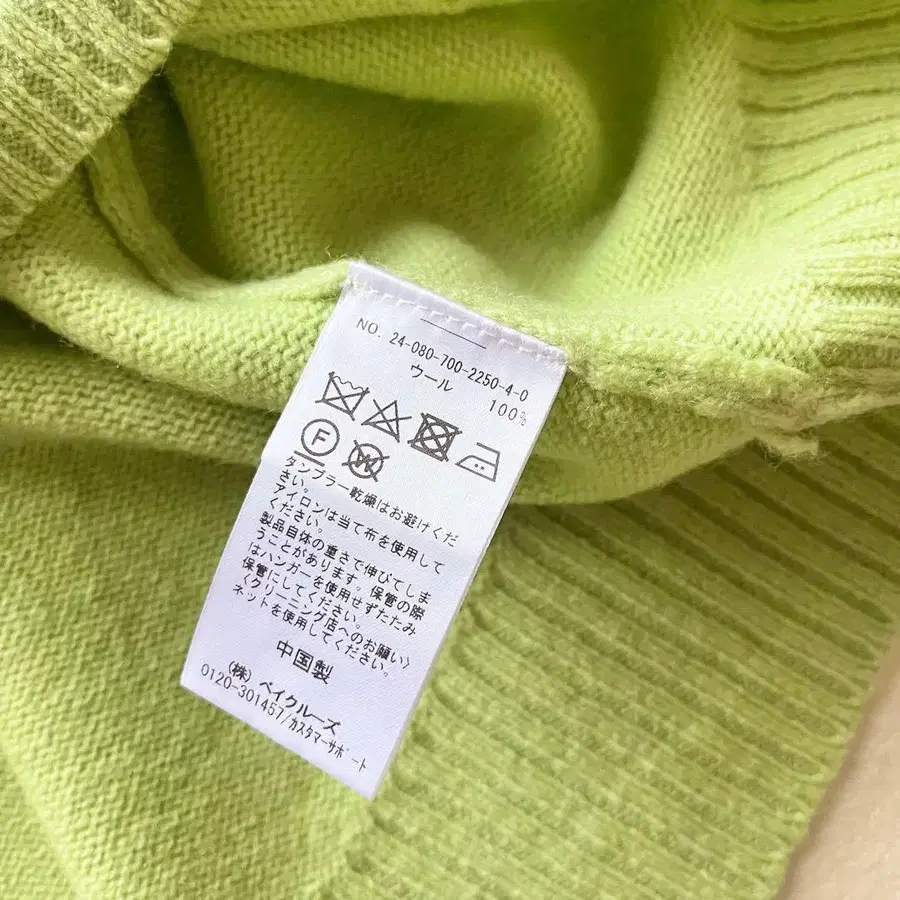 NO. 24-080-700-2250-4-0
ウール 100%
F
W
タンブラー乾燥はお避けくだ
さい。
アイロンは当て布を使用して
ください。
製品自体の重さで伸びてしま
うことがあります。保管の際
はハンガーを使用せずたたみ
保管にしてください。
〈クリーニング店へのお願い〉
ネットを使用してください。
中国製
(株) ベイクルーズ
0120-301457/カスタマーサポート